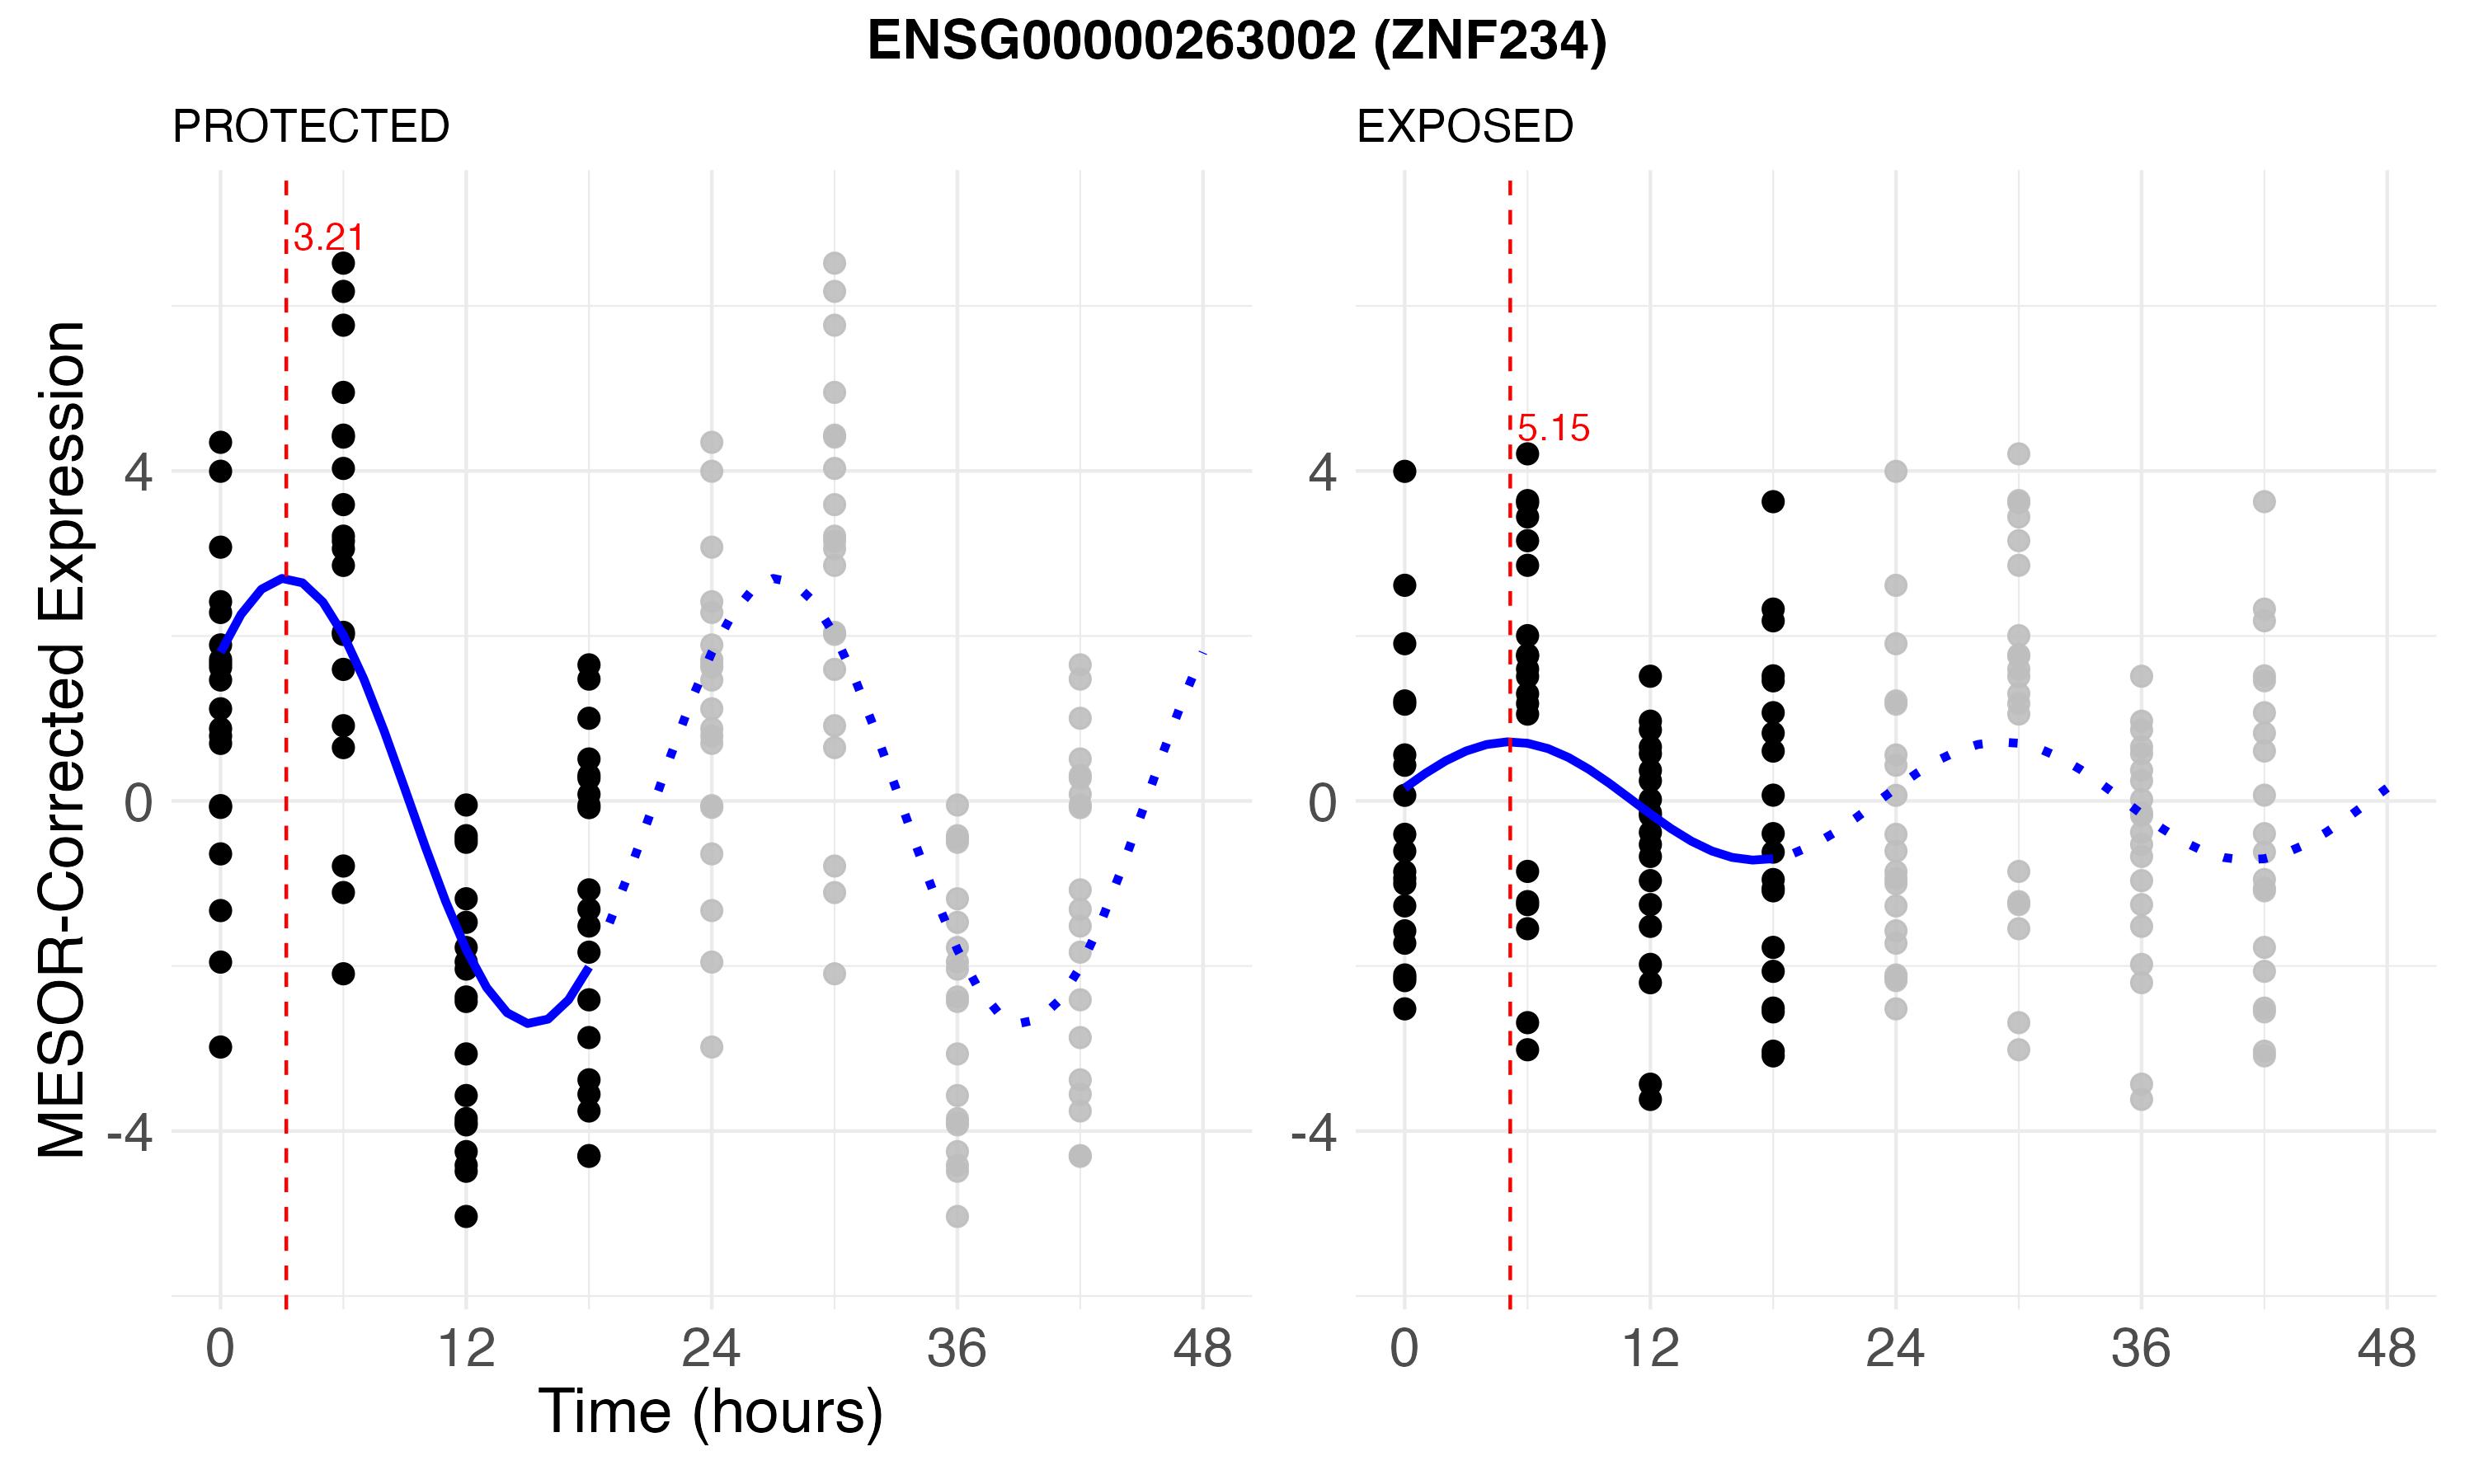 ENSG00000263002 (ZNF234)
PROTECTED
EXPOSED
MESOR-Corrected Expression
3.21
5.15
4
0
-4
4
0
-4
0 12 24 36 48
0 12 24 36 48
Time (hours)